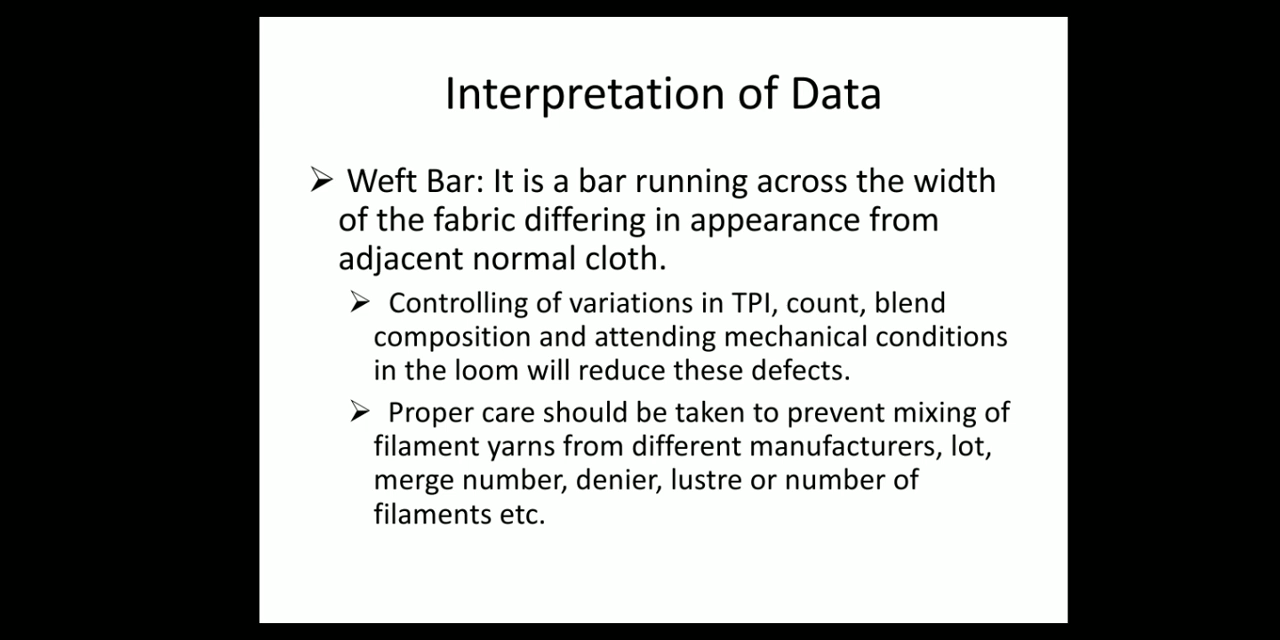 Interpretation of Data
➢ Weft Bar: It is a bar running across the width
of the fabric differing in appearance from
adjacent normal cloth.
➢ Controlling of variations in TPI, count, blend
composition and attending mechanical conditions
in the loom will reduce these defects.
➢ Proper care should be taken to prevent mixing of
filament yarns from different manufacturers, lot,
merge number, denier, lustre or number of
filaments etc.